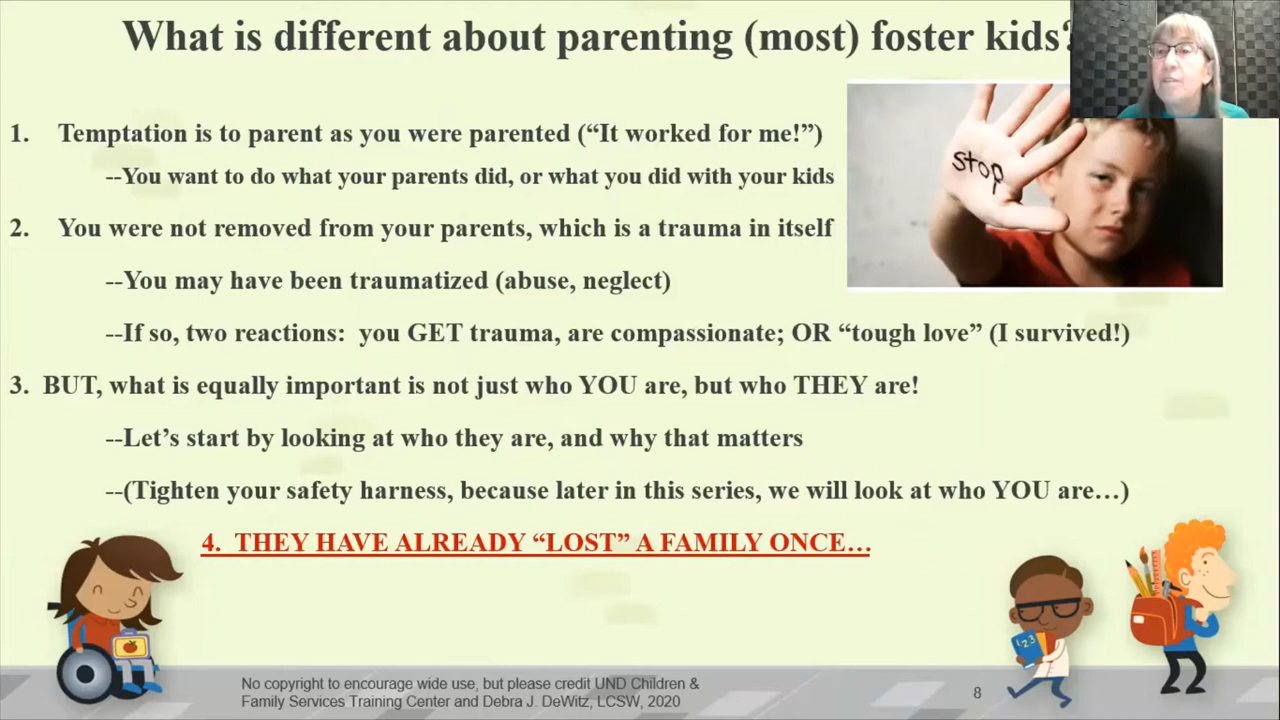 What is different about parenting (most) foster kids?
1. Temptation is to parent as you were parented (“It worked for me!”)
--You want to do what your parents did, or what you did with your kids
stop
2. You were not removed from your parents, which is a trauma in itself
--You may have been traumatized (abuse, neglect)
--If so, two reactions: you GET trauma, are compassionate; OR “tough love” (I survived!)
3. BUT, what is equally important is not just who YOU are, but who THEY are!
--Let’s start by looking at who they are, and why that matters
--(Tighten your safety harness, because later in this series, we will look at who YOU are…)
4. THEY HAVE ALREADY “LOST” A FAMILY ONCE…
1.2.3
No copyright to encourage wide use, but please credit UND Children &
Family Services Training Center and Debra J. DeWitz, LCSW, 2020
8